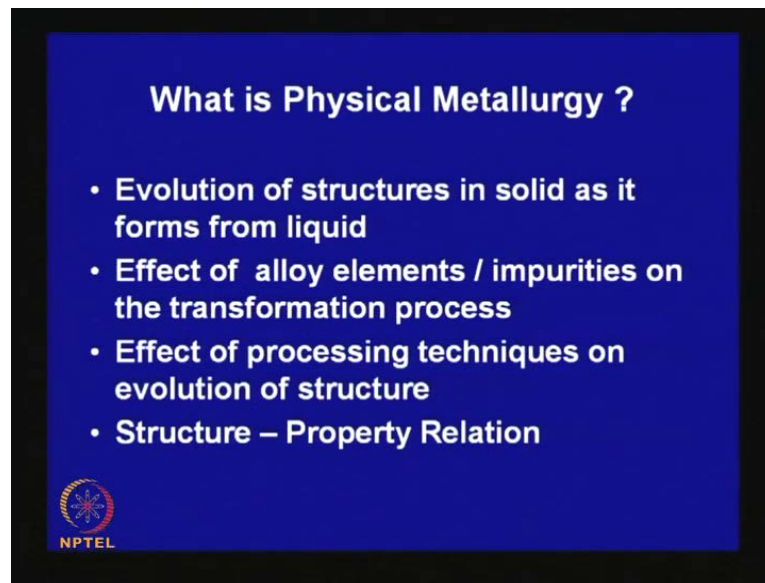 What is Physical Metallurgy ?
• Evolution of structures in solid as it
forms from liquid
• Effect of  alloy elements / impurities on
the transformation process
• Effect of processing techniques on
evolution of structure
• Structure – Property Relation
NPTEL